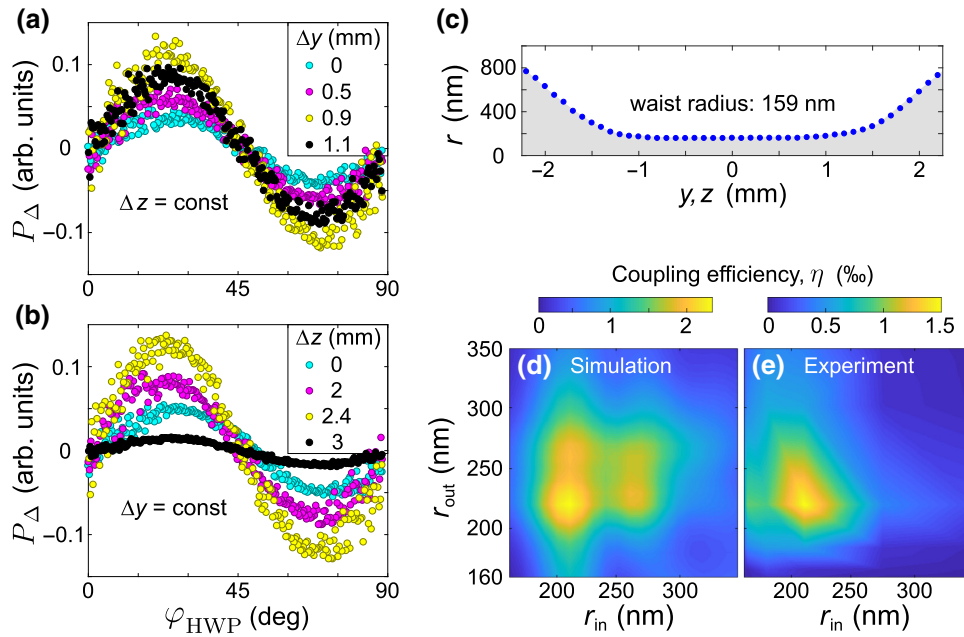 (a)
P_Δ (arb. units)
0.1
0
−0.1
Δy (mm)
0
0.5
0.9
1.1
Δz = const
0 45 90
(b)
P_Δ (arb. units)
0.1
0
−0.1
Δz (mm)
0
2
2.4
3
Δy = const
0 45 90
φ_HWP (deg)
(c)
r (nm)
800
400
0
waist radius: 159 nm
−2 −1 0 1 2
y, z (mm)
Coupling efficiency, η (‰)
0 1 2
0 0.5 1 1.5
r_out (nm)
350
300
250
200
160
(d) Simulation
200 250 300
r_in (nm)
(e) Experiment
200 250 300
r_in (nm)